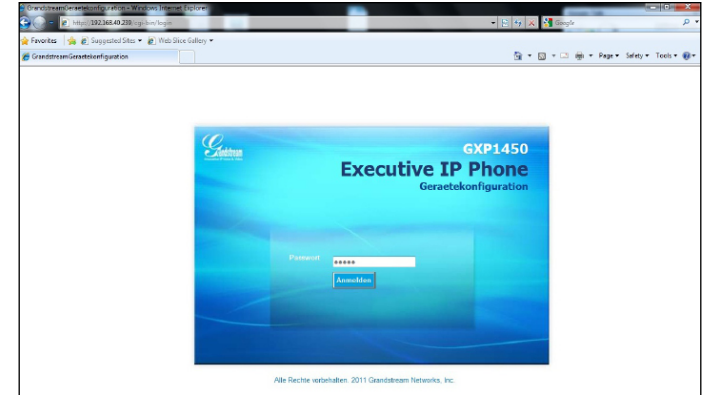 GrandstreamGeraetekonfiguration - Windows Internet Explorer
http://192.168.40.239/cgi-bin/login
Google
Favorites Suggested Sites Web Slice Gallery
GrandstreamGeraetekonfiguration Page Safety Tools
Grandstream
GXP1450
Executive IP Phone
Geraetekonfiguration
Passwort
*****
Anmelden
Alle Rechte vorbehalten. 2011 Grandstream Networks, Inc.